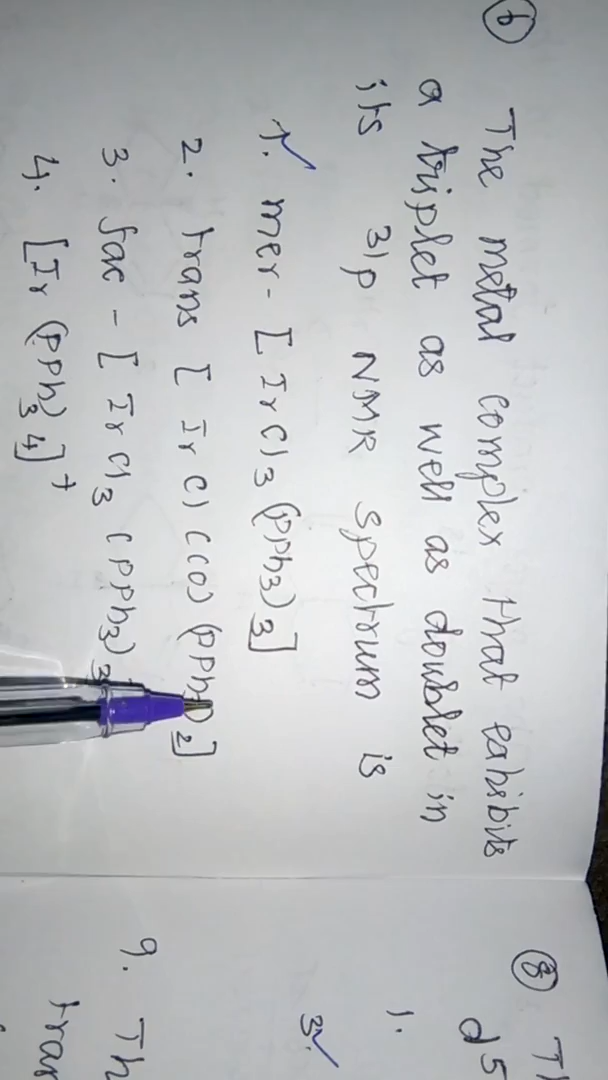 6 The metal complex that exhibits
a triplet as well as doublet in
its 31p NMR spectrum is
1. mer- [IrCl3 (PPh3)3]
2. trans [IrCl(CO)(PPh3)2]
3. fac - [IrCl3 (PPh3)3]
4. [Ir(PPh3)4]+
8
d5
1.
3.
9. Th
tran